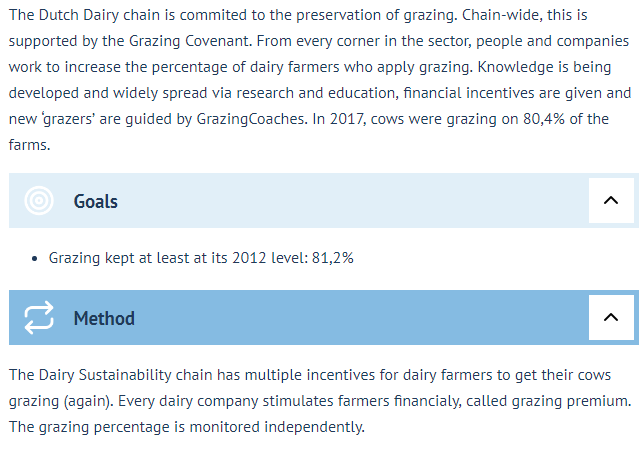 The Dutch Dairy chain is commited to the preservation of grazing. Chain-wide, this is
supported by the Grazing Covenant. From every corner in the sector, people and companies
work to increase the percentage of dairy farmers who apply grazing. Knowledge is being
developed and widely spread via research and education, financial incentives are given and
new ‘grazers’ are guided by GrazingCoaches. In 2017, cows were grazing on 80,4% of the
farms.
Goals
• Grazing kept at least at its 2012 level: 81,2%
Method
The Dairy Sustainability chain has multiple incentives for dairy farmers to get their cows
grazing (again). Every dairy company stimulates farmers financialy, called grazing premium.
The grazing percentage is monitored independently.